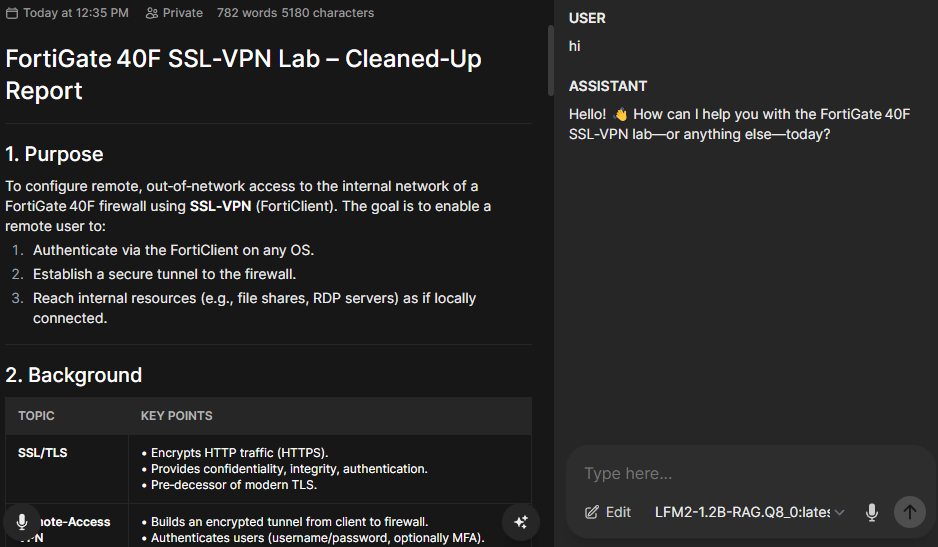 Today at 12:35 PM Private 782 words 5180 characters
FortiGate 40F SSL-VPN Lab – Cleaned-Up
Report
1. Purpose
To configure remote, out-of-network access to the internal network of a
FortiGate 40F firewall using SSL-VPN (FortiClient). The goal is to enable a
remote user to:
1. Authenticate via the FortiClient on any OS.
2. Establish a secure tunnel to the firewall.
3. Reach internal resources (e.g., file shares, RDP servers) as if locally
connected.
2. Background
TOPIC KEY POINTS
SSL/TLS
• Encrypts HTTP traffic (HTTPS).
• Provides confidentiality, integrity, authentication.
• Pre-decessor of modern TLS.
ote-Access
PN
• Builds an encrypted tunnel from client to firewall.
• Authenticates users (username/password, optionally MFA).
USER
hi
ASSISTANT
Hello! 👋 How can I help you with the FortiGate 40F
SSL-VPN lab—or anything else—today?
Type here...
Edit LFM2-1.2B-RAG.Q8_0:lates